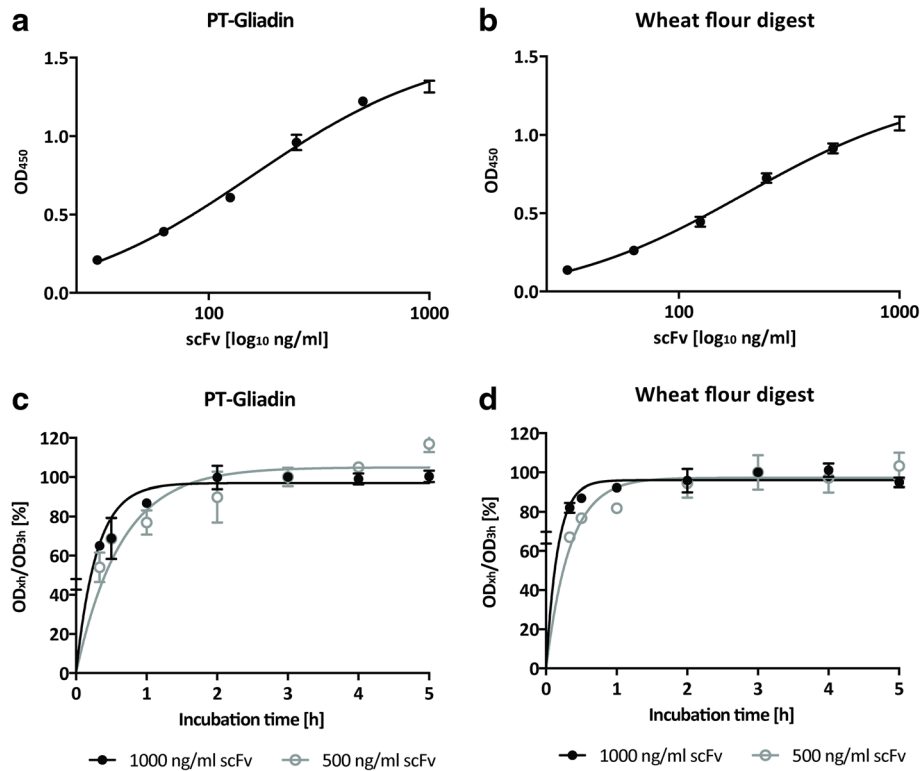 a
PT-Gliadin
1.5
1.0
0.5
0.0
OD450
100
1000
scFv [log10 ng/ml]
b
Wheat flour digest
1.5
1.0
0.5
0.0
OD450
100
1000
scFv [log10 ng/ml]
c
PT-Gliadin
120
100
80
60
40
20
0
ODxh/OD3h [%]
0 1 2 3 4 5
Incubation time [h]
1000 ng/ml scFv
500 ng/ml scFv
d
Wheat flour digest
120
100
80
60
40
20
0
ODxh/OD3h [%]
0 1 2 3 4 5
Incubation time [h]
1000 ng/ml scFv
500 ng/ml scFv